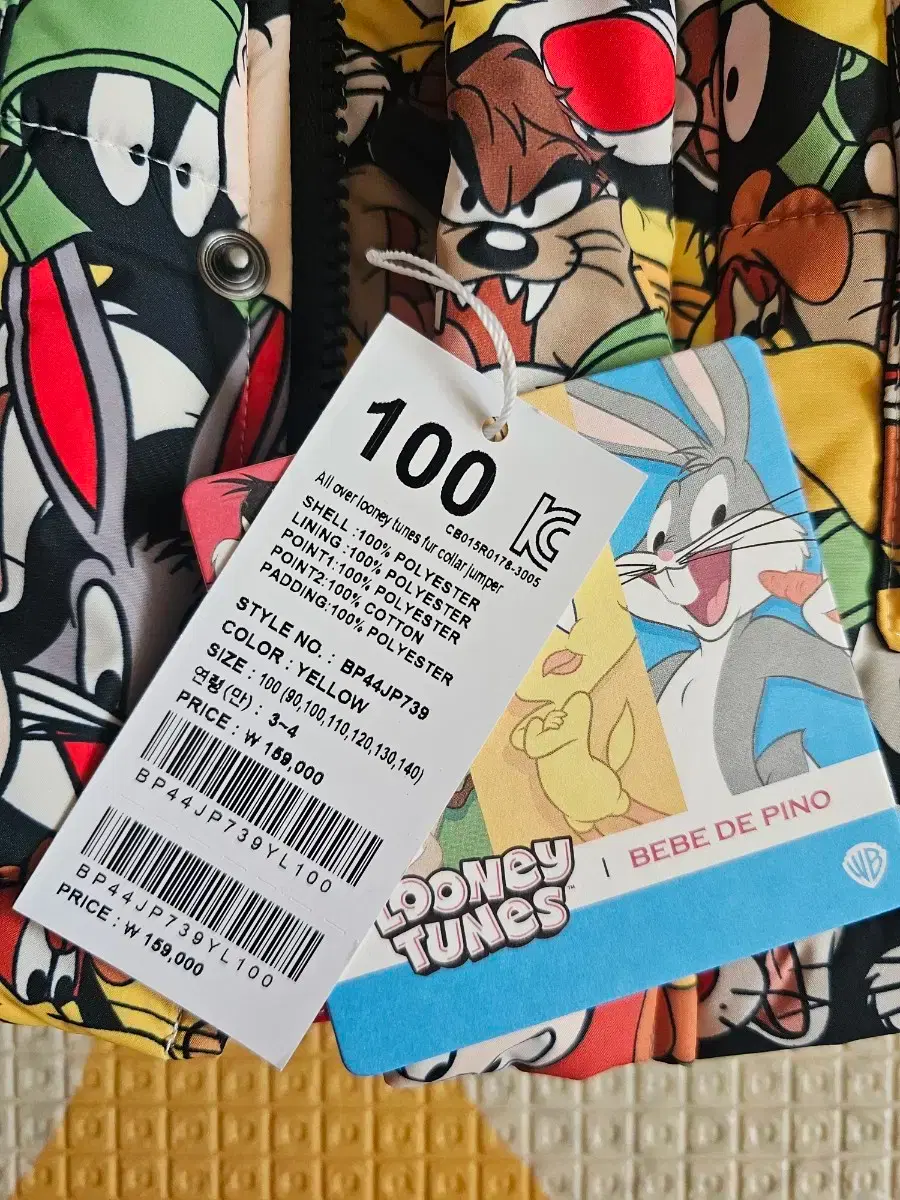 100
All over looney tunes fur collar jumper
CB015R0178-3005
SHELL :100% POLYESTER
LINING :100% POLYESTER
POINT1:100% POLYESTER
POINT2:100% COTTON
PADDING:100% POLYESTER
STYLE NO. : BP44JP739
COLOR : YELLOW
SIZE : 100 (90,100,110,120,130,140)
연령(만) : 3~4
PRICE : ₩ 159,000
BP44JP739YL100
BP44JP739YL100
PRICE : ₩ 159,000
LOONEY TUNES™ | BEBE DE PINO
WB